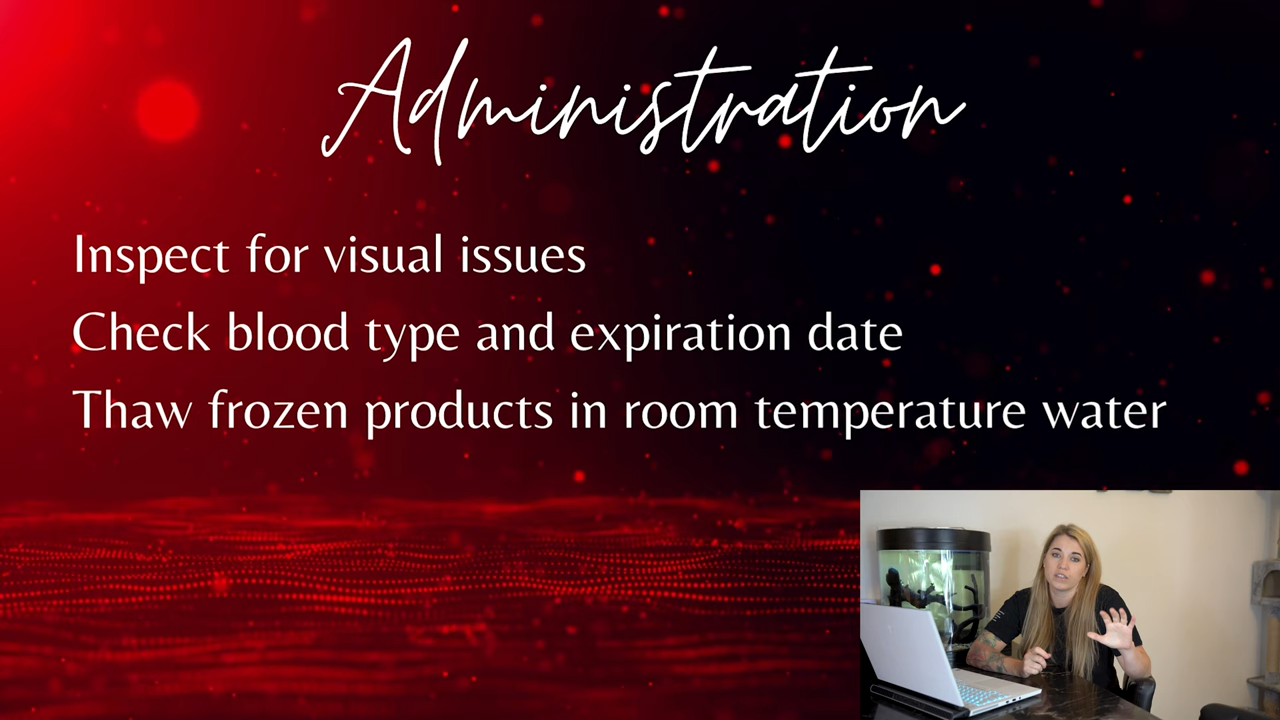 Administration
Inspect for visual issues
Check blood type and expiration date
Thaw frozen products in room temperature water